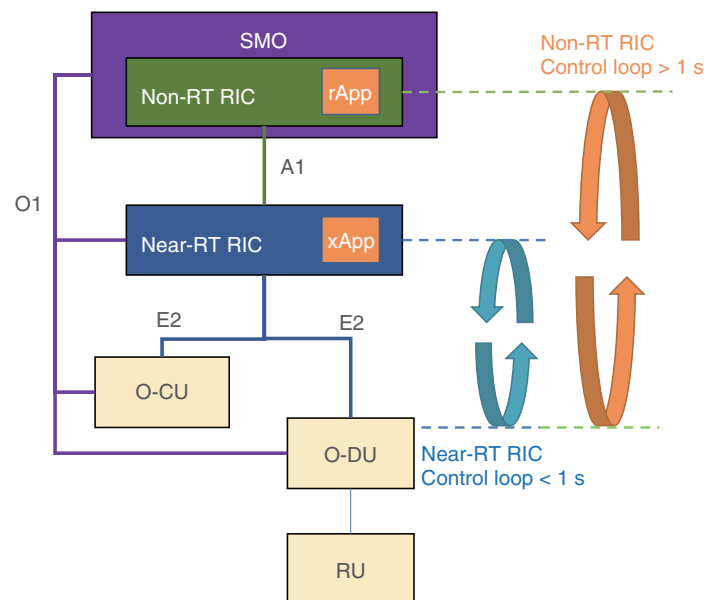 SMO
Non-RT RIC
Control loop > 1 s
Non-RT RIC
rApp
A1
O1
Near-RT RIC
xApp
E2
E2
O-CU
O-DU
Near-RT RIC
Control loop < 1 s
RU